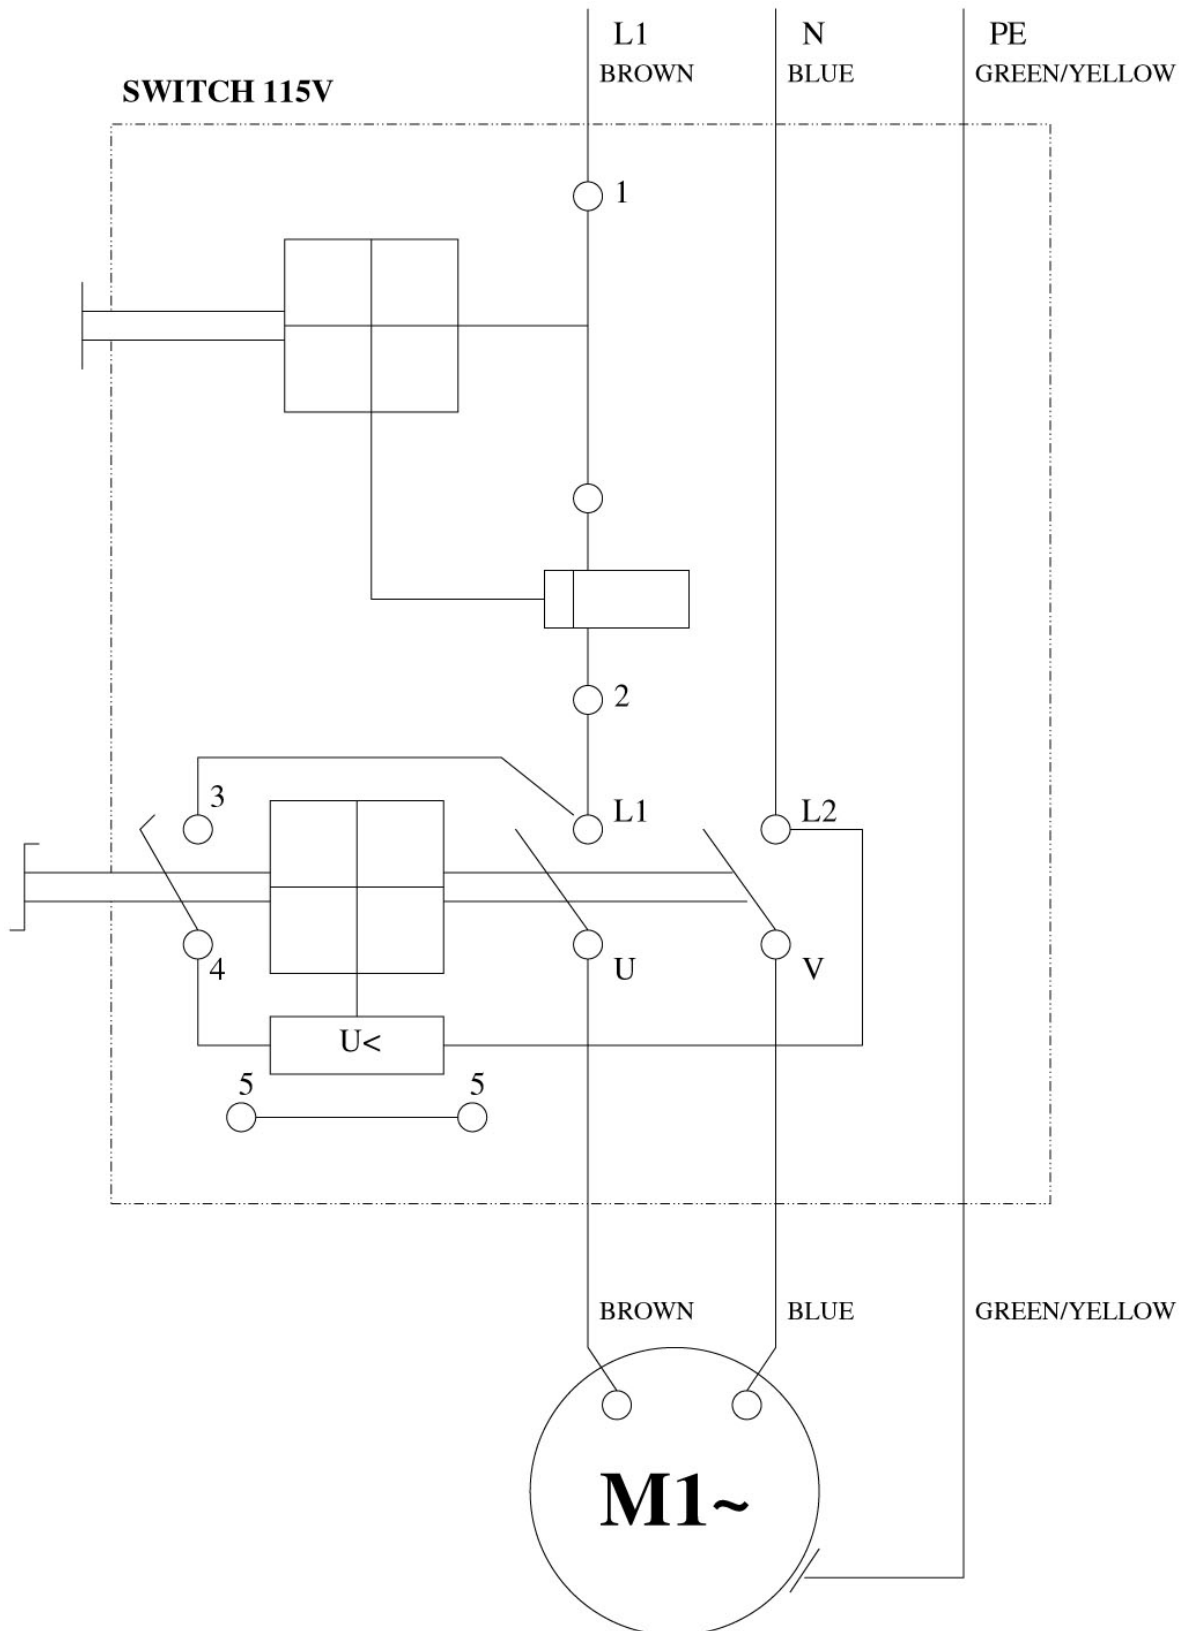 L1 N PE
BROWN BLUE GREEN/YELLOW
SWITCH 115V
1
2
3
L1 L2
4
U V
U<
5 5
BROWN BLUE GREEN/YELLOW
M1~